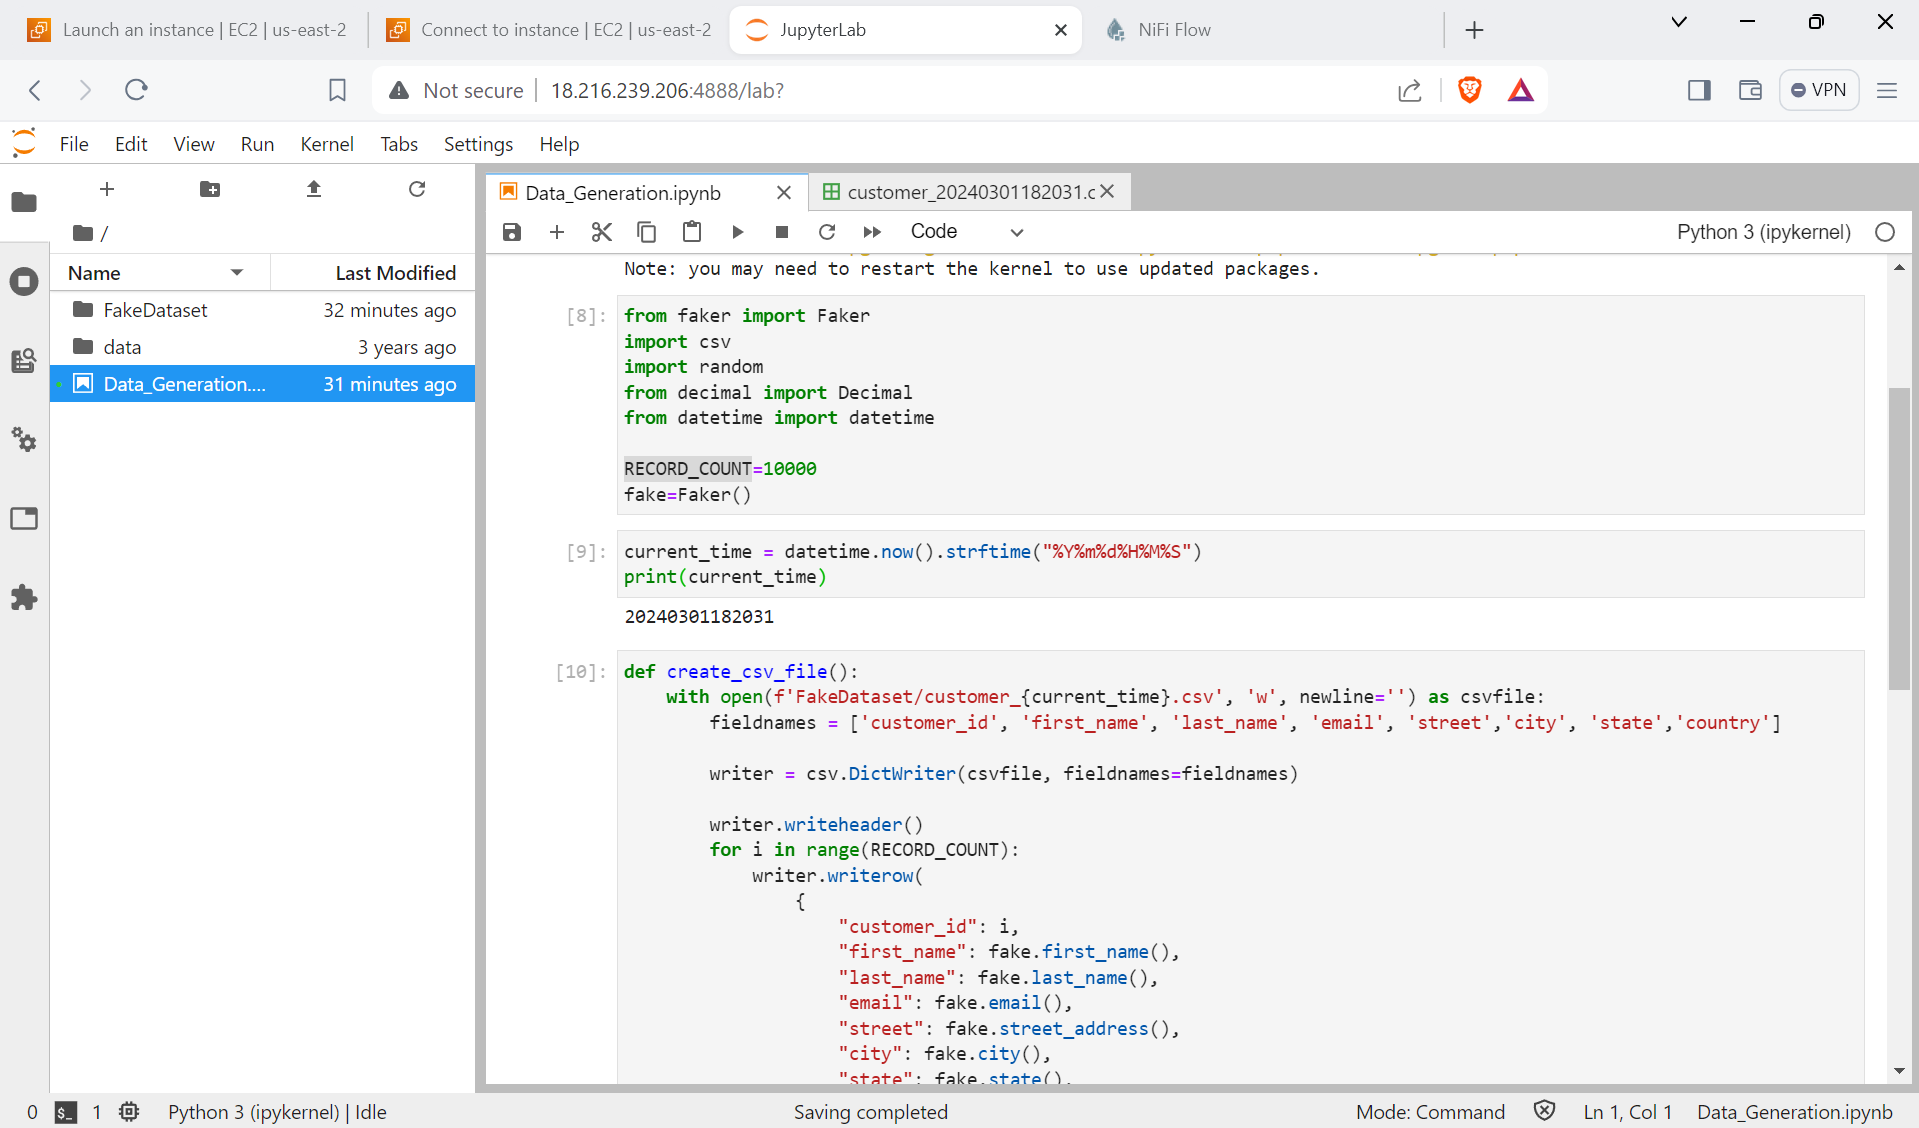 Launch an instance | EC2 | us-east-2
Connect to instance | EC2 | us-east-2
JupyterLab
NiFi Flow
Not secure
18.216.239.206:4888/lab?
VPN
File Edit View Run Kernel Tabs Settings Help
/
Name Last Modified
FakeDataset 32 minutes ago
data 3 years ago
Data_Generation.... 31 minutes ago
Data_Generation.ipynb
customer_20240301182031.c
Code
Python 3 (ipykernel)
Note: you may need to restart the kernel to use updated packages.
[8]:
from faker import Faker
import csv
import random
from decimal import Decimal
from datetime import datetime
RECORD_COUNT=10000
fake=Faker()
[9]:
current_time = datetime.now().strftime("%Y%m%d%H%M%S")
print(current_time)
20240301182031
[10]:
def create_csv_file():
with open(f'FakeDataset/customer_{current_time}.csv', 'w', newline='') as csvfile:
fieldnames = ['customer_id', 'first_name', 'last_name', 'email', 'street','city', 'state','country']
writer = csv.DictWriter(csvfile, fieldnames=fieldnames)
writer.writeheader()
for i in range(RECORD_COUNT):
writer.writerow(
{
"customer_id": i,
"first_name": fake.first_name(),
"last_name": fake.last_name(),
"email": fake.email(),
"street": fake.street_address(),
"city": fake.city(),
"state": fake.state(),
0 1 Python 3 (ipykernel) | Idle
Saving completed
Mode: Command
Ln 1, Col 1
Data_Generation.ipynb